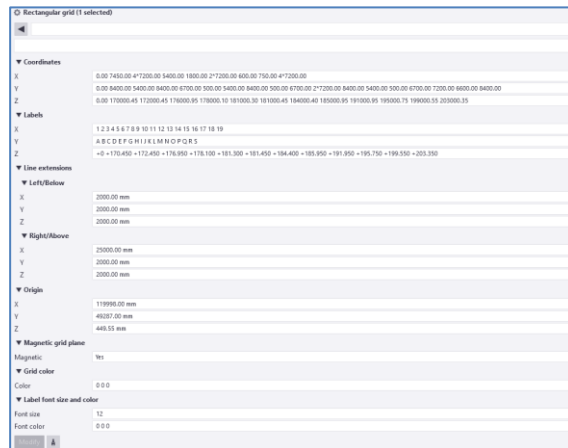 Rectangular grid (1 selected)
Coordinates
X 0.00 7450.00 4*7200.00 5400.00 1800.00 2*7200.00 600.00 750.00 4*7200.00
Y 0.00 8400.00 5400.00 8400.00 6700.00 500.00 5400.00 8400.00 500.00 6700.00 2*7200.00 8400.00 5400.00 500.00 6700.00 7200.00 6600.00 8400.00
Z 0.00 170000.45 172000.45 176000.95 178000.10 181000.30 181000.45 184000.40 185000.95 191000.95 195000.75 199000.55 203000.35
Labels
X 1 2 3 4 5 6 7 8 9 10 11 12 13 14 15 16 17 18 19
Y A B C D E F G H I J K L M N O P Q R S
Z +0 +170.450 +172.450 +176.950 +178.100 +181.300 +181.450 +184.400 +185.950 +191.950 +195.750 +199.550 +203.350
Line extensions
Left/Below
X 2000.00 mm
Y 2000.00 mm
Z 2000.00 mm
Right/Above
X 25000.00 mm
Y 2000.00 mm
Z 2000.00 mm
Origin
X 119998.00 mm
Y 49287.00 mm
Z 449.55 mm
Magnetic grid plane
Magnetic Yes
Grid color
Color 0 0 0
Label font size and color
Font size 12
Font color 0 0 0
Modify